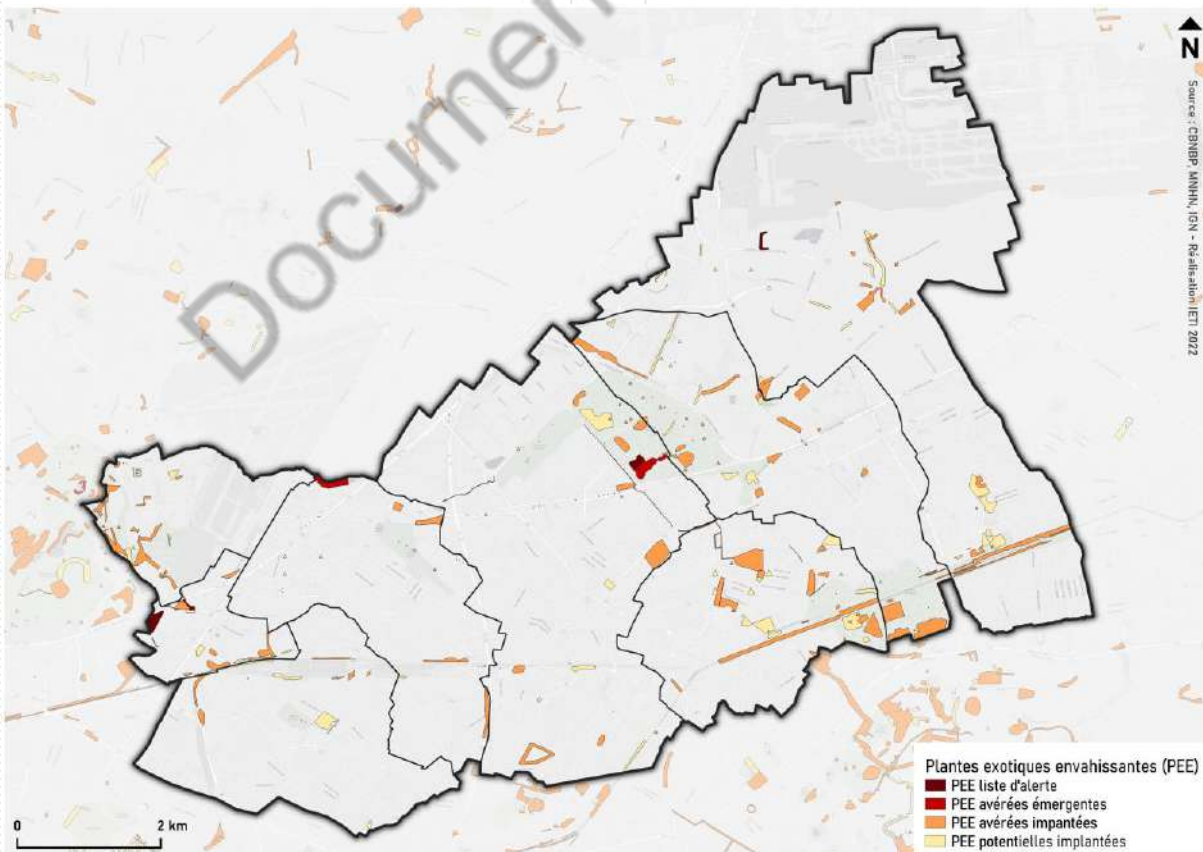 Documen
N
Source : CBNBP, MNHN, IGN - Réalisation IETI 2022
0 2 km
Plantes exotiques envahissantes (PEE)
PEE liste d'alerte
PEE avérées émergentes
PEE avérées impantées
PEE potentielles implantées